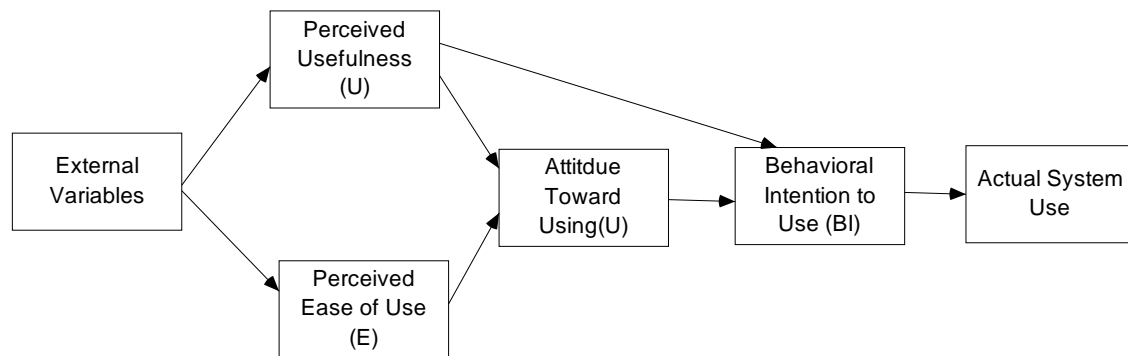 Perceived
Usefulness
(U)
External
Variables
Perceived
Ease of Use
(E)
Attitdue
Toward
Using(U)
Behavioral
Intention to
Use (BI)
Actual System
Use